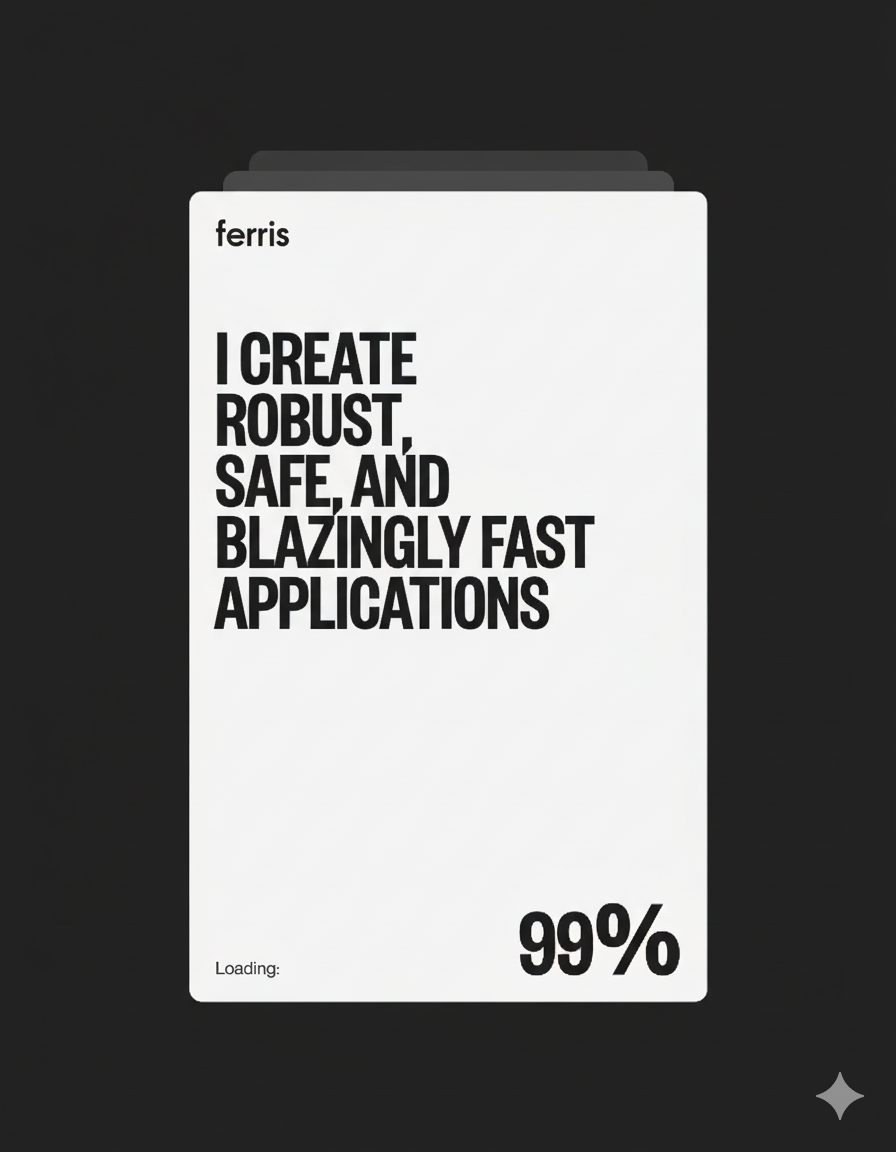 ferris
I CREATE
ROBUST,
SAFE, AND
BLAZINGLY FAST
APPLICATIONS
Loading:
99%